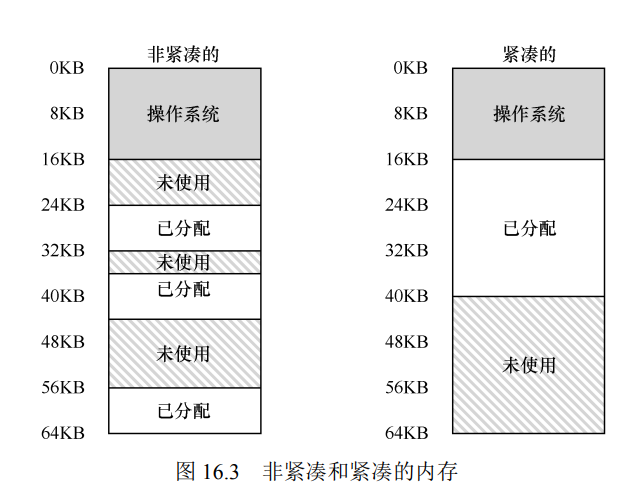 非紧凑的
0KB
8KB
操作系统
16KB
未使用
24KB
已分配
32KB
未使用
已分配
40KB
48KB
未使用
56KB
已分配
64KB
紧凑的
0KB
8KB
操作系统
16KB
24KB
已分配
32KB
40KB
48KB
未使用
56KB
64KB
图 16.3 非紧凑和紧凑的内存